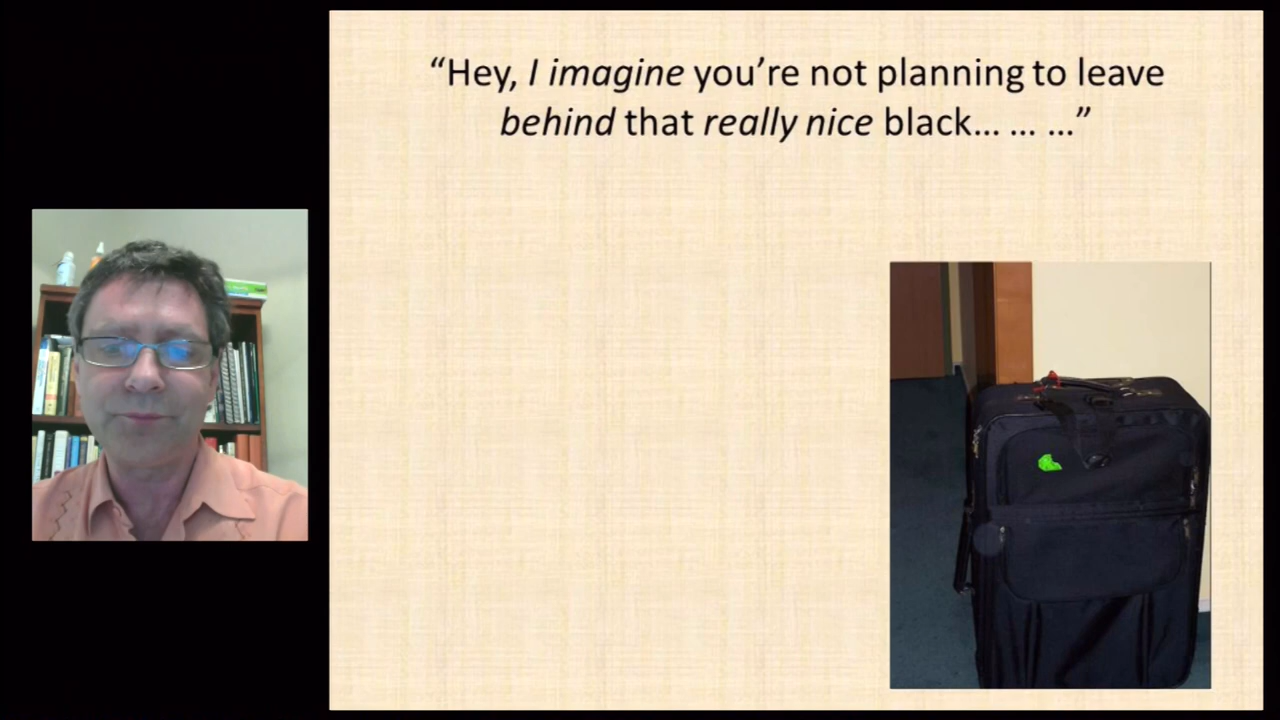 “Hey, I imagine you’re not planning to leave
behind that really nice black... ... ...”